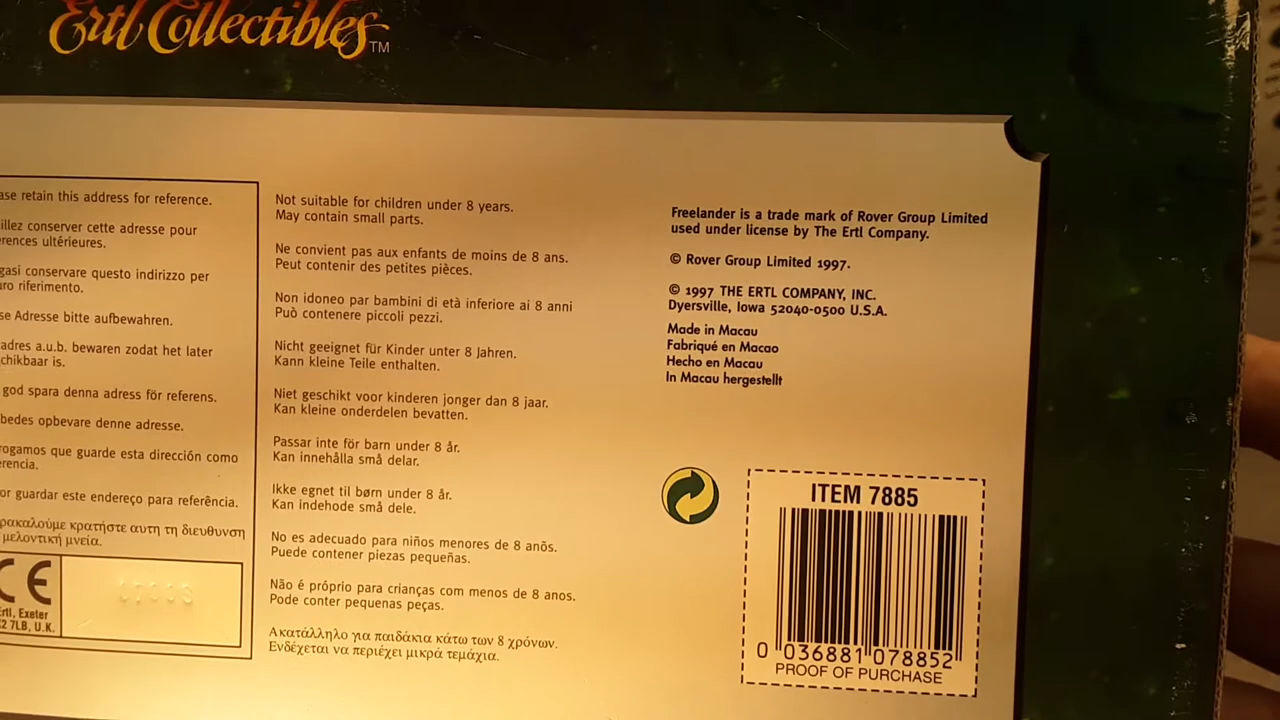 Ertl Collectibles TM
ase retain this address for reference.
illez conserver cette adresse pour
rences ultérieures.
gasi conservare questo indirizzo per
uro riferimento.
se Adresse bitte aufbewahren.
adres a.u.b. bewaren zodat het later
chikbaar is.
god spara denna adress för referens.
bedes opbevare denne adresse.
rogamos que guarde esta dirección como
erencia.
or guardar este endereço para referência.
ρακαλούμε κρατήστε αυτη τη διευθυνση
μελοντική μνεία.
CE
Ertl, Exeter
2 7LB, U.K.
Not suitable for children under 8 years.
May contain small parts.
Ne convient pas aux enfants de moins de 8 ans.
Peut contenir des petites pièces.
Non idoneo par bambini di età inferiore ai 8 anni
Può contenere piccoli pezzi.
Nicht geeignet für Kinder unter 8 Jahren.
Kann kleine Teile enthalten.
Niet geschikt voor kinderen jonger dan 8 jaar.
Kan kleine onderdelen bevatten.
Passar inte för barn under 8 år.
Kan innehålla små delar.
Ikke egnet til børn under 8 år.
Kan indehode små dele.
No es adecuado para niños menores de 8 anõs.
Puede contener piezas pequeñas.
Não é próprio para crianças com menos de 8 anos.
Pode conter pequenas peças.
Ακατάλληλο για παιδάκια κάτω των 8 χρόνων.
Ενδέχεται να περιέχει μικρά τεμάχια.
Freelander is a trade mark of Rover Group Limited
used under license by The Ertl Company.
© Rover Group Limited 1997.
© 1997 THE ERTL COMPANY, INC.
Dyersville, Iowa 52040-0500 U.S.A.
Made in Macau
Fabriqué en Macao
Hecho en Macau
In Macau hergestellt
ITEM 7885
0 036881 078852
PROOF OF PURCHASE